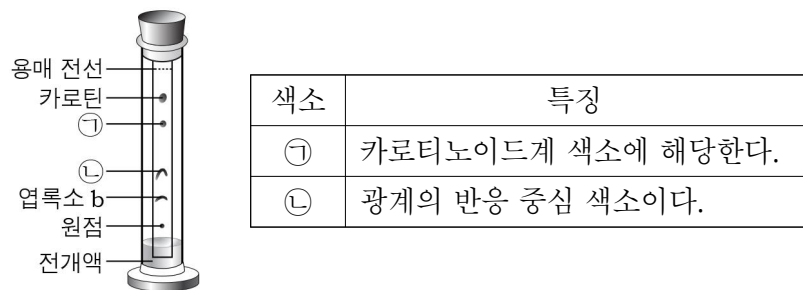 용매 전선
카로틴
㉠
㉡
엽록소 b
원점
전개액
색소 특징
㉠ 카로티노이드계 색소에 해당한다.
㉡ 광계의 반응 중심 색소이다.